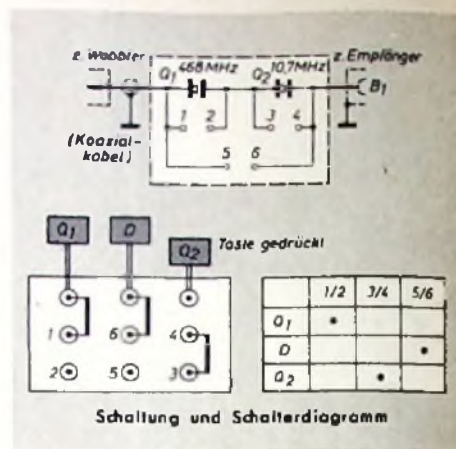 z. Wobbler
Q1 468 MHz
Q2 10,7 MHz
z. Empfänger
B1
1 2 3 4
(Koaxial-
kabel)
5 6
Q1 D Q2 Taste gedrückt
1 6 4
2 5 3
1/2 3/4 5/6
Q1 •
D •
Q2 •
Schaltung und Schalterdiagramm